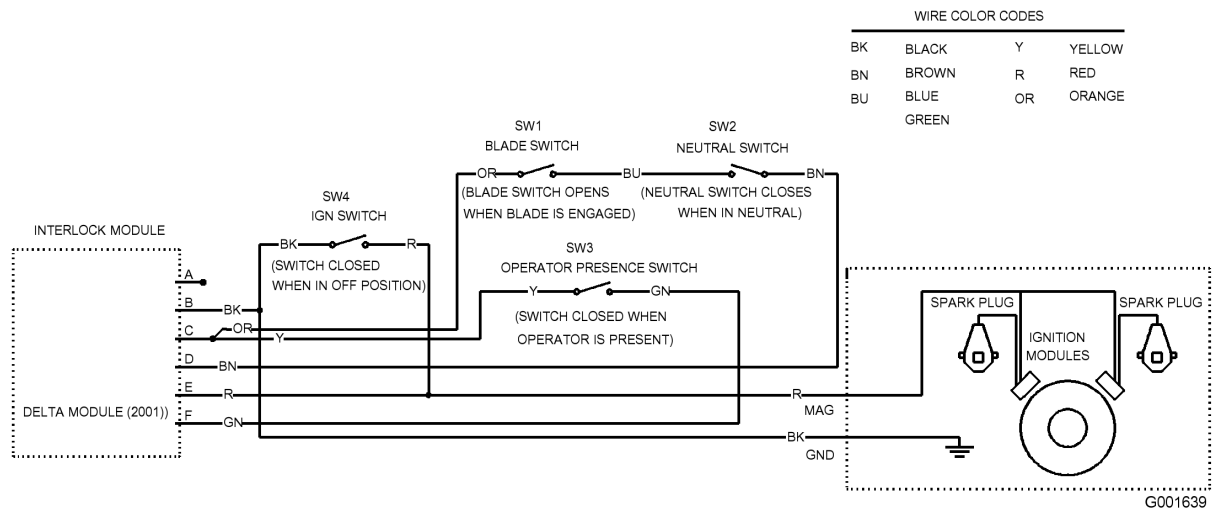 WIRE COLOR CODES
BK BLACK Y YELLOW
BN BROWN R RED
BU BLUE OR ORANGE
GREEN
SW1
BLADE SWITCH
SW2
NEUTRAL SWITCH
OR
BU
BN
(BLADE SWITCH OPENS
WHEN BLADE IS ENGAGED)
(NEUTRAL SWITCH CLOSES
WHEN IN NEUTRAL)
SW4
IGN SWITCH
BK
R
(SWITCH CLOSED
WHEN IN OFF POSITION)
SW3
OPERATOR PRESENCE SWITCH
Y
GN
(SWITCH CLOSED WHEN
OPERATOR IS PRESENT)
INTERLOCK MODULE
A
B
BK
C
OR
Y
D
BN
E
R
F
GN
DELTA MODULE (2001))
R
MAG
BK
GND
SPARK PLUG
SPARK PLUG
IGNITION
MODULES
G001639